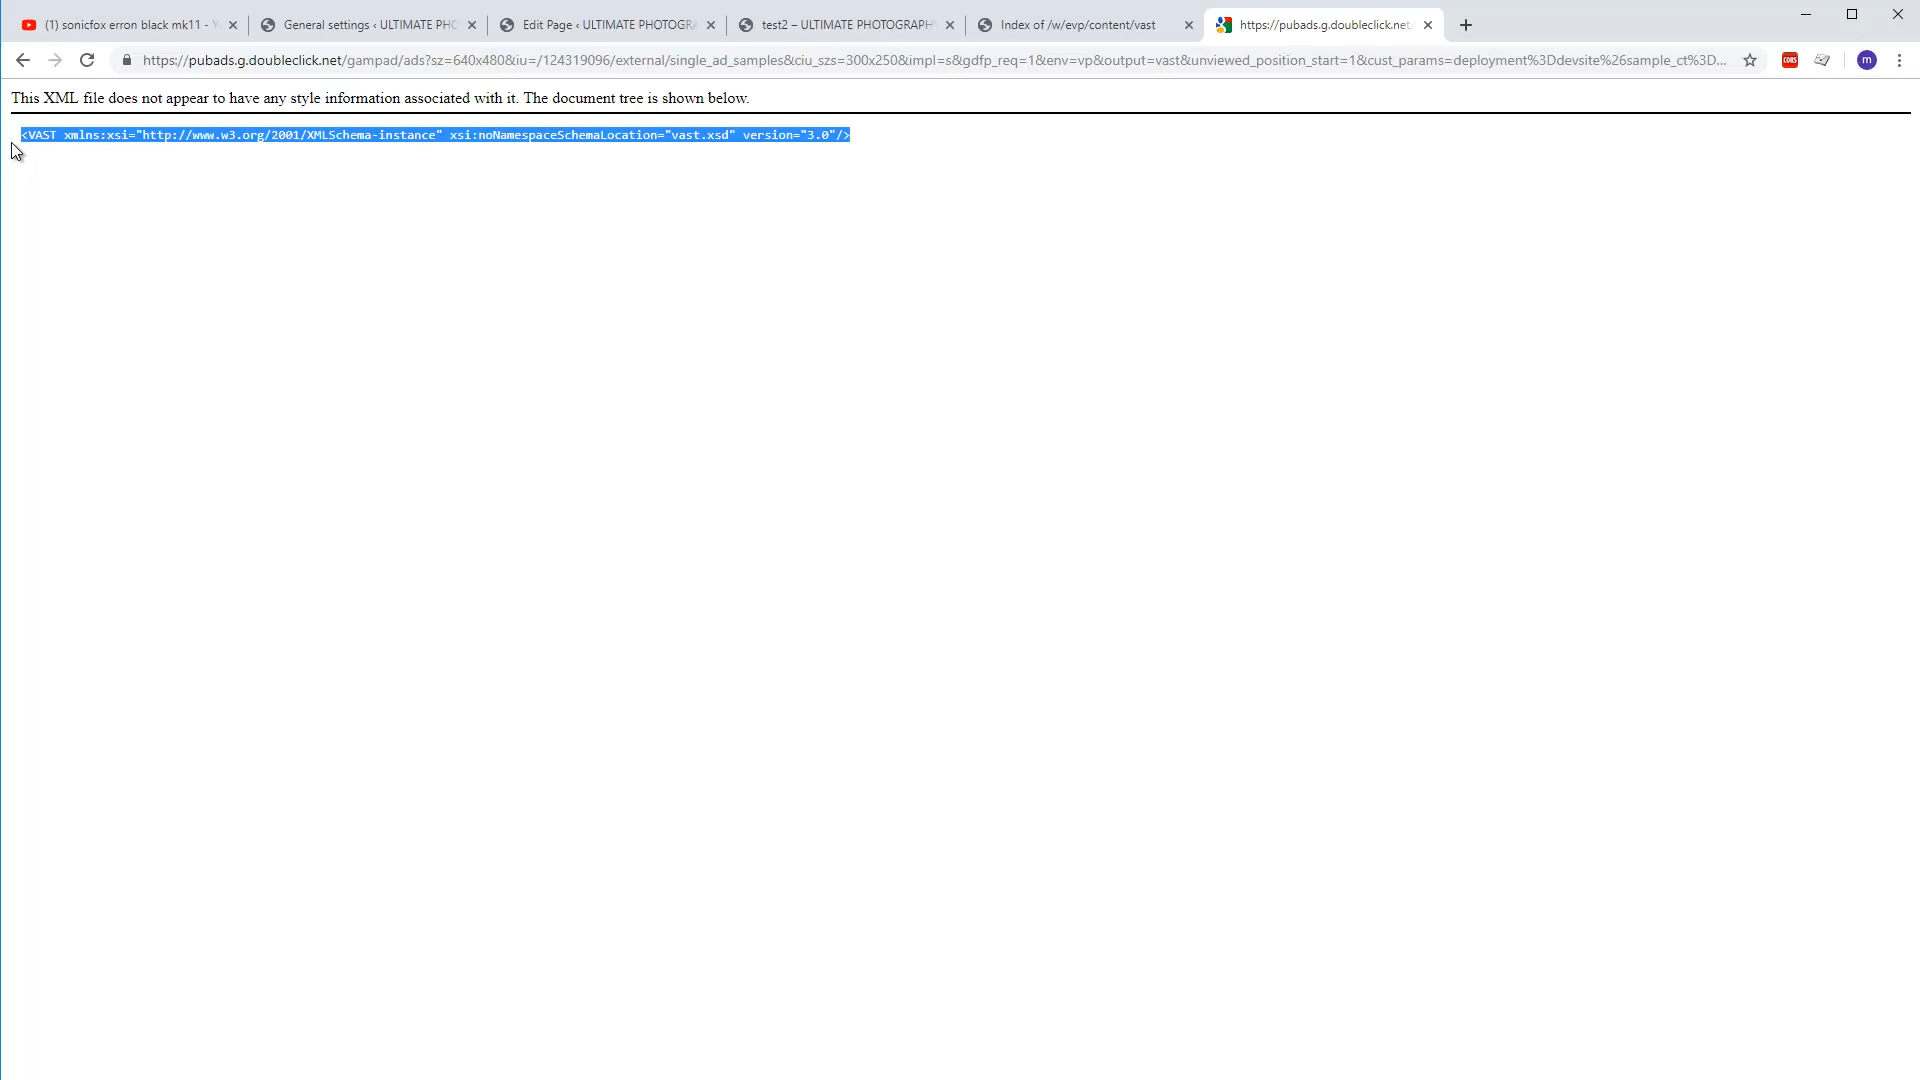 (1) sonicfox erron black mk11 -
General settings ‹ ULTIMATE PHO
Edit Page ‹ ULTIMATE PHOTOGRA
test2 – ULTIMATE PHOTOGRAPHY
Index of /w/evp/content/vast
https://pubads.g.doubleclick.net/
https://pubads.g.doubleclick.net/gampad/ads?sz=640x480&iu=/124319096/external/single_ad_samples&ciu_szs=300x250&impl=s&gdfp_req=1&env=vp&output=vast&unviewed_position_start=1&cust_params=deployment%3Ddevsite%26sample_ct%3D...
CORS
m
This XML file does not appear to have any style information associated with it. The document tree is shown below.
<VAST xmlns:xsi="http://www.w3.org/2001/XMLSchema-instance" xsi:noNamespaceSchemaLocation="vast.xsd" version="3.0"/>